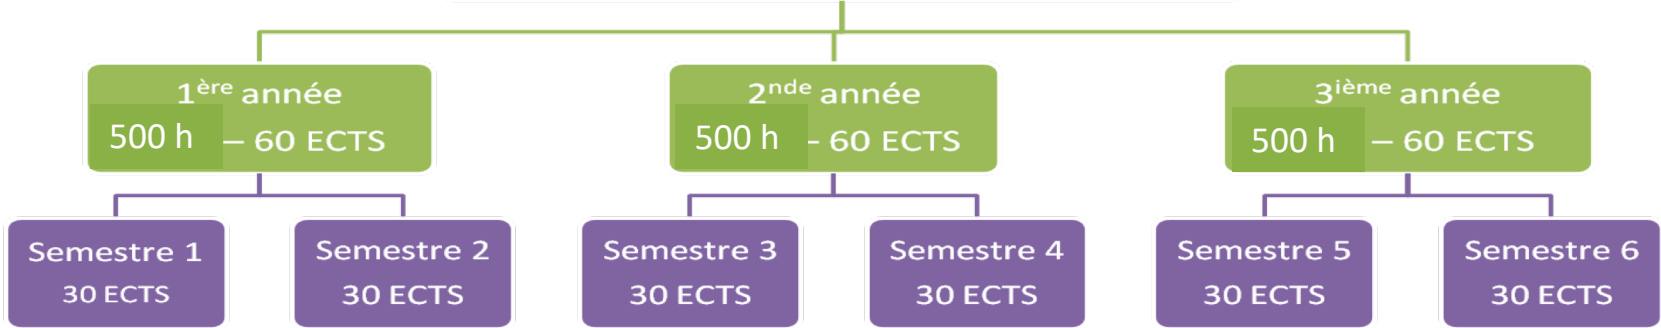 1ère année
500 h – 60 ECTS
2nde année
500 h - 60 ECTS
3ième année
500 h – 60 ECTS
Semestre 1
30 ECTS
Semestre 2
30 ECTS
Semestre 3
30 ECTS
Semestre 4
30 ECTS
Semestre 5
30 ECTS
Semestre 6
30 ECTS